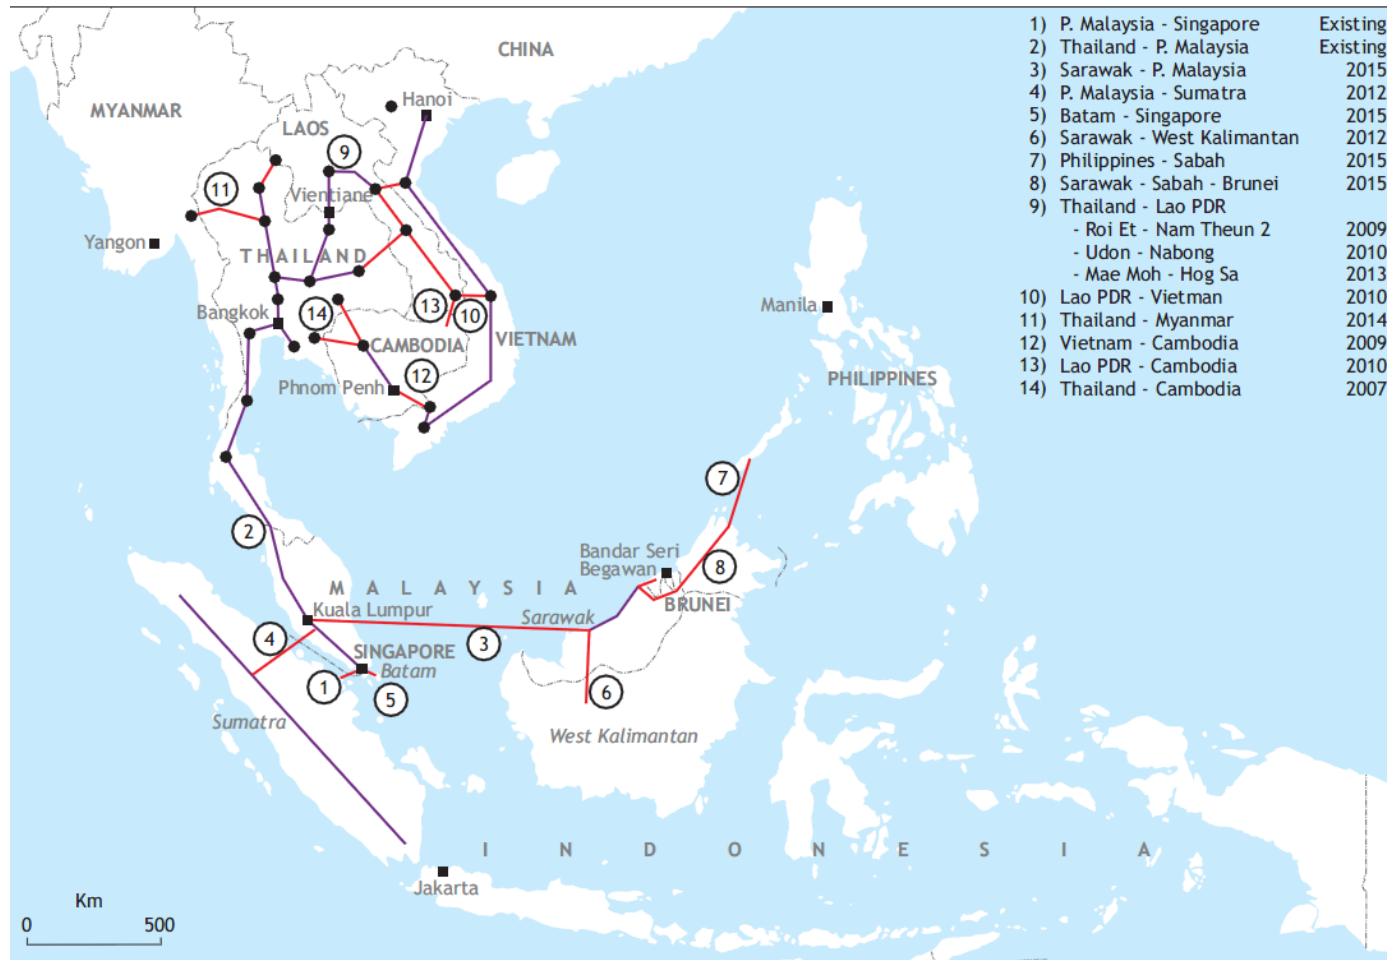 1) P. Malaysia - Singapore Existing
2) Thailand - P. Malaysia Existing
3) Sarawak - P. Malaysia 2015
4) P. Malaysia - Sumatra 2012
5) Batam - Singapore 2015
6) Sarawak - West Kalimantan 2012
7) Philippines - Sabah 2015
8) Sarawak - Sabah - Brunei 2015
9) Thailand - Lao PDR
- Roi Et - Nam Theun 2 2009
- Udon - Nabong 2010
- Mae Moh - Hog Sa 2013
10) Lao PDR - Vietman 2010
11) Thailand - Myanmar 2014
12) Vietnam - Cambodia 2009
13) Lao PDR - Cambodia 2010
14) Thailand - Cambodia 2007
CHINA
MYANMAR
Hanoi
LAOS
9
11
Vientiane
Yangon
THAILAND
13
10
14
Bangkok
Manila
VIETNAM
CAMBODIA
12
Phnom Penh
PHILIPPINES
7
2
Bandar Seri
Begawan
8
MALAYSIA
BRUNEI
Kuala Lumpur
Sarawak
4
3
SINGAPORE
Batam
1
5
6
Sumatra
West Kalimantan
INDONESIA
Jakarta
Km
0 500